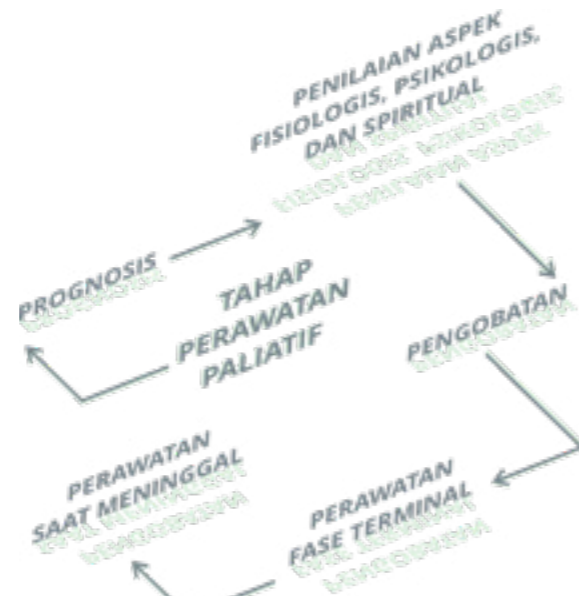 PENILAIAN ASPEK
FISIOLOGIS, PSIKOLOGIS,
DAN SPIRITUAL
PROGNOSIS
TAHAP
PERAWATAN
PALIATIF
PENGOBATAN
PERAWATAN
SAAT MENINGGAL
PERAWATAN
FASE TERMINAL